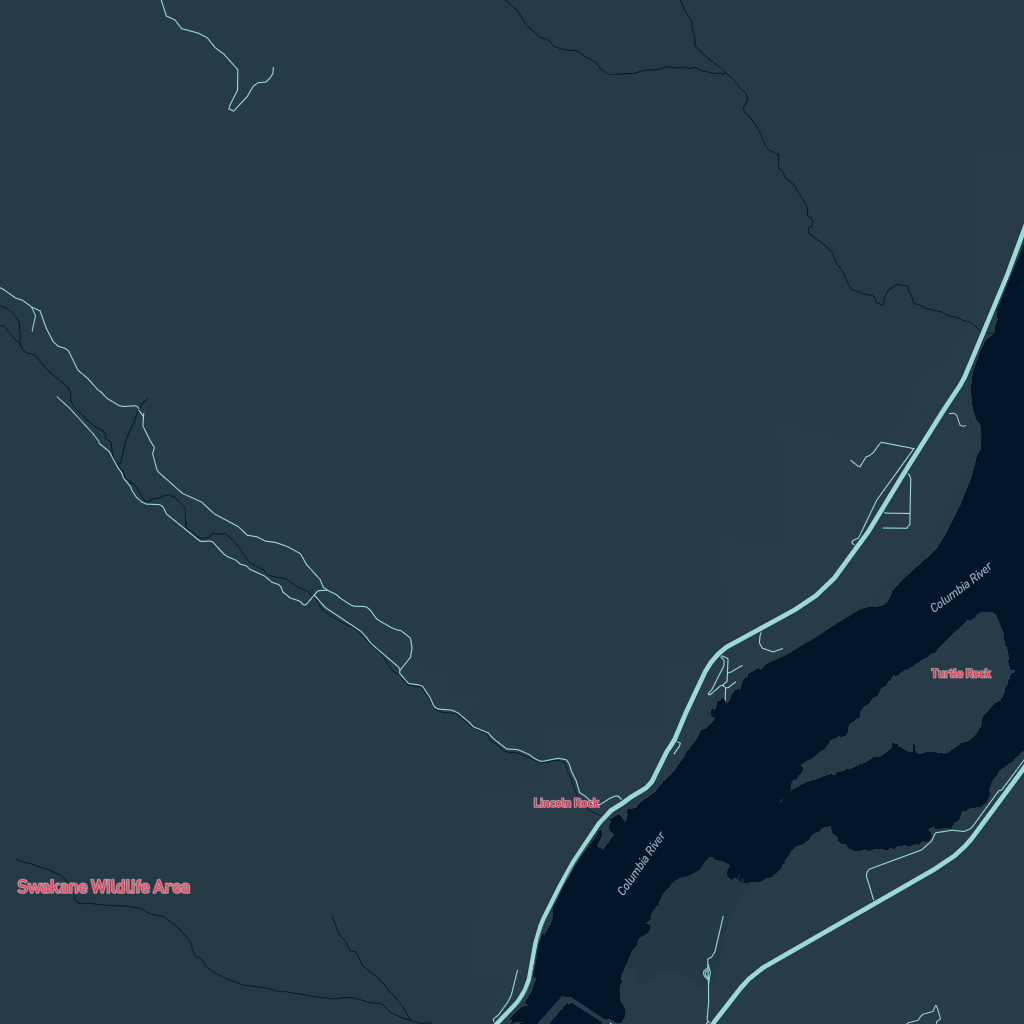 Columbia River
Turtle Rock
Lincoln Rock
Columbia River
Swakane Wildlife Area